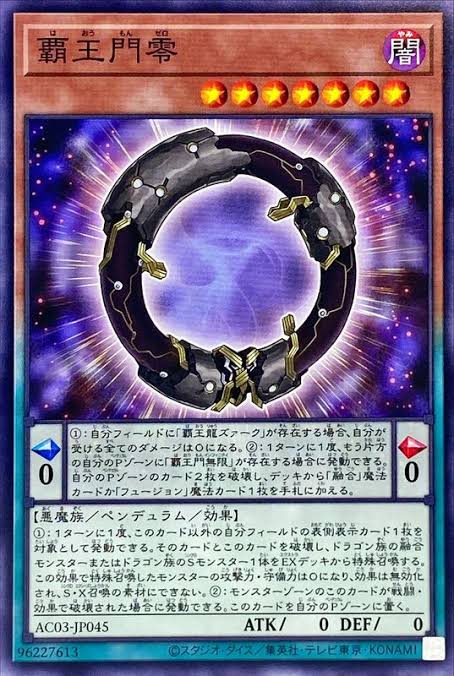 覇王門零
闇
①:自分フィールドに「覇王龍ズァーク」が存在する場合、自分が
受ける全てのダメージは0になる。②:1ターンに1度、もう片方
の自分のPゾーンに「覇王門無限」が存在する場合に発動できる。
自分のPゾーンのカード2枚を破壊し、デッキから「融合」魔法
カードか「フュージョン」魔法カード1枚を手札に加える。
0
0
【悪魔族/ペンデュラム/効果】
①:1ターンに1度、このカード以外の自分フィールドの表側表示カード1枚を
対象として発動できる。そのカードとこのカードを破壊し、ドラゴン族の融合
モンスターまたはドラゴン族のSモンスター1体をEXデッキから特殊召喚する。
この効果で特殊召喚したモンスターの攻撃力・守備力は0になり、効果は無効化
され、S・X召喚の素材にできない。②:モンスターゾーンのこのカードが戦闘・
効果で破壊された場合に発動できる。このカードを自分のPゾーンに置く。
AC03-JP045 ATK/ 0 DEF/ 0
96227613 ©スタジオ・ダイス/集英社・テレビ東京・KONAMI